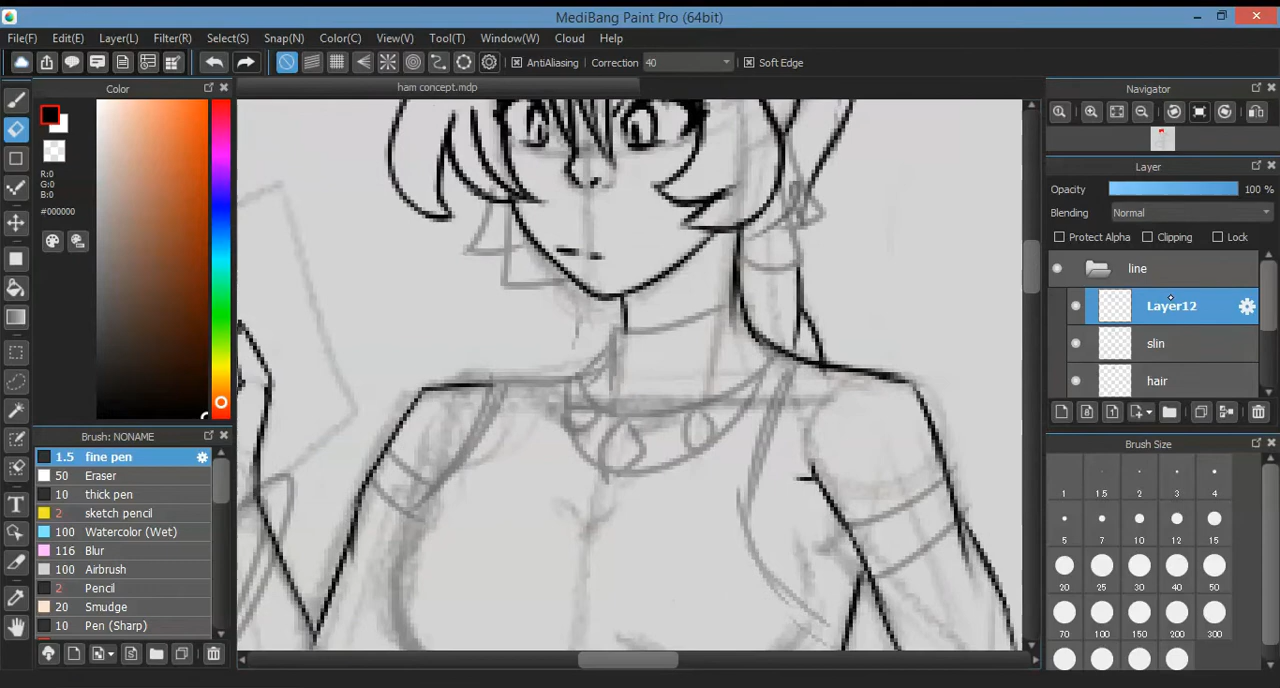 MediBang Paint Pro (64bit)
File(F) Edit(E) Layer(L) Filter(R) Select(S) Snap(N) Color(C) View(V) Tool(T) Window(W) Cloud Help
AntiAliasing Correction 40 Soft Edge
Color
R:0
G:0
B:0
#000000
Brush: NONAME
1.5 fine pen
50 Eraser
10 thick pen
2 sketch pencil
100 Watercolor (Wet)
116 Blur
100 Airbrush
2 Pencil
20 Smudge
10 Pen (Sharp)
ham concept.mdp
Navigator
Layer
Opacity 100 %
Blending Normal
Protect Alpha Clipping Lock
line
Layer12
slin
hair
Brush Size
1 1.5 2 3 4
5 7 10 12 15
20 25 30 40 50
70 100 150 200 300